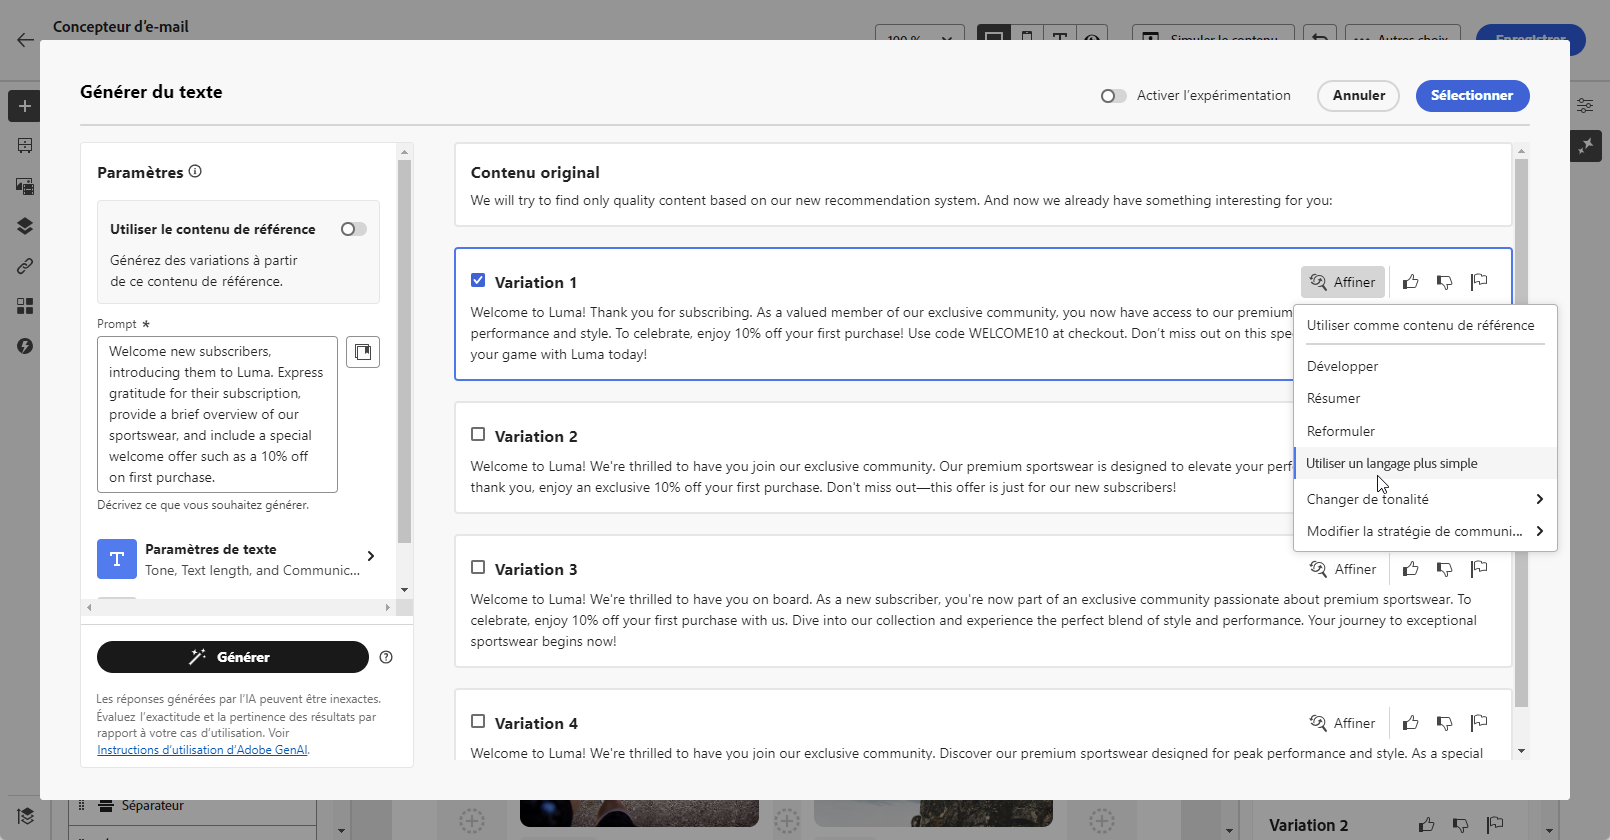 Concepteur d'e-mail
100 %
Simuler le contenu
Autres choix
Enregistrer
Générer du texte
Activer l'expérimentation
Annuler
Sélectionner
Paramètres
Utiliser le contenu de référence
Générez des variations à partir
de ce contenu de référence.
Prompt *
Welcome new subscribers,
introducing them to Luma. Express
gratitude for their subscription,
provide a brief overview of our
sportswear, and include a special
welcome offer such as a 10% off
on first purchase.
Décrivez ce que vous souhaitez générer.
T
Paramètres de texte
Tone, Text length, and Communic...
Générer
Les réponses générées par l'IA peuvent être inexactes.
Évaluez l'exactitude et la pertinence des résultats par
rapport à votre cas d'utilisation. Voir
Instructions d'utilisation d'Adobe GenAI.
Contenu original
We will try to find only quality content based on our new recommendation system. And now we already have something interesting for you:
Variation 1
Affiner
Welcome to Luma! Thank you for subscribing. As a valued member of our exclusive community, you now have access to our premium
performance and style. To celebrate, enjoy 10% off your first purchase! Use code WELCOME10 at checkout. Don't miss out on this spe
your game with Luma today!
Utiliser comme contenu de référence
Développer
Résumer
Reformuler
Utiliser un langage plus simple
Changer de tonalité
Modifier la stratégie de communi...
Variation 2
Welcome to Luma! We're thrilled to have you join our exclusive community. Our premium sportswear is designed to elevate your perf
thank you, enjoy an exclusive 10% off your first purchase. Don't miss out—this offer is just for our new subscribers!
Variation 3
Affiner
Welcome to Luma! We're thrilled to have you on board. As a new subscriber, you're now part of an exclusive community passionate about premium sportswear. To
celebrate, enjoy 10% off your first purchase with us. Dive into our collection and experience the perfect blend of style and performance. Your journey to exceptional
sportswear begins now!
Variation 4
Affiner
Welcome to Luma! We're thrilled to have you join our exclusive community. Discover our premium sportswear designed for peak performance and style. As a special
Séparateur
Variation 2